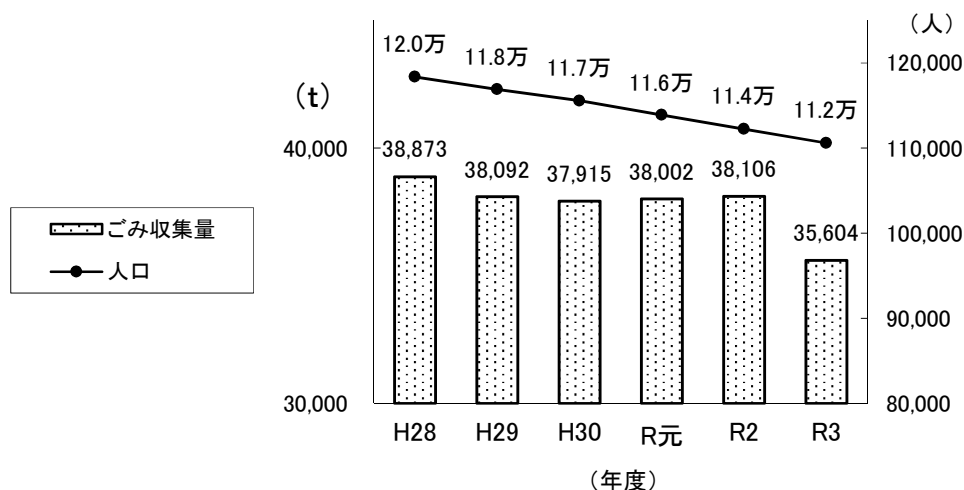 （人）
（t）
12.0万
11.8万
11.7万
11.6万
11.4万
11.2万
120,000
40,000
110,000
38,873
38,092
37,915
38,002
38,106
35,604
100,000
ごみ収集量
人口
90,000
30,000
80,000
H28 H29 H30 R元 R2 R3
（年度）